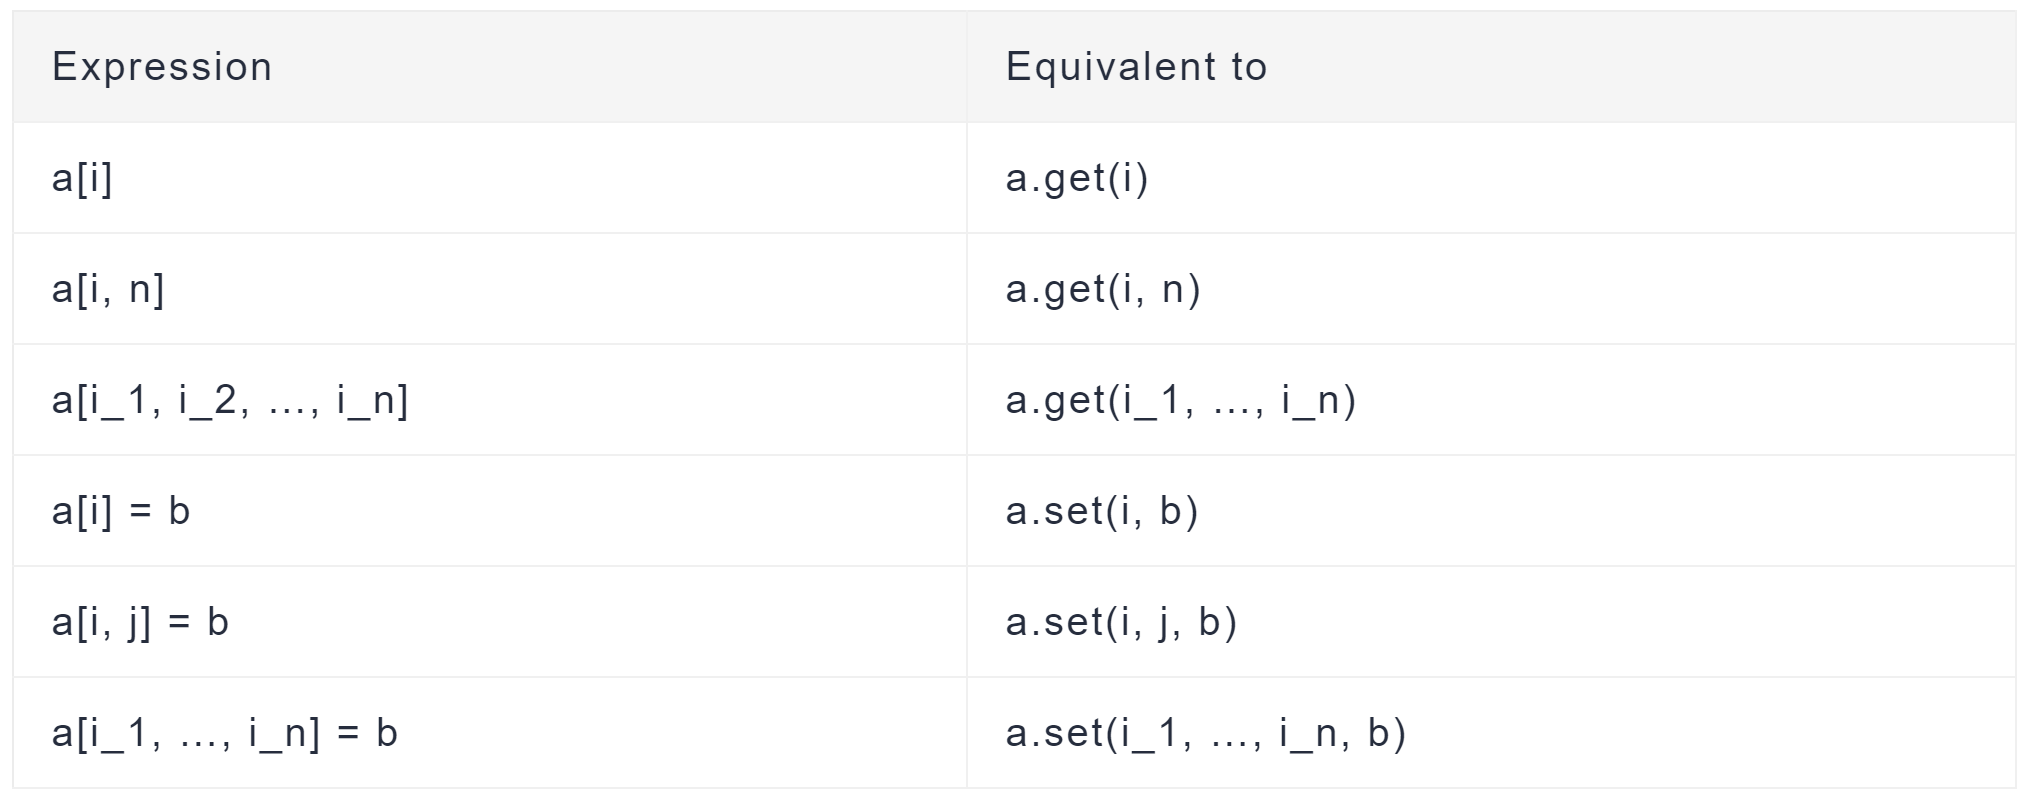 Expression Equivalent to
a[i] a.get(i)
a[i, n] a.get(i, n)
a[i_1, i_2, ..., i_n] a.get(i_1, ..., i_n)
a[i] = b a.set(i, b)
a[i, j] = b a.set(i, j, b)
a[i_1, ..., i_n] = b a.set(i_1, ..., i_n, b)